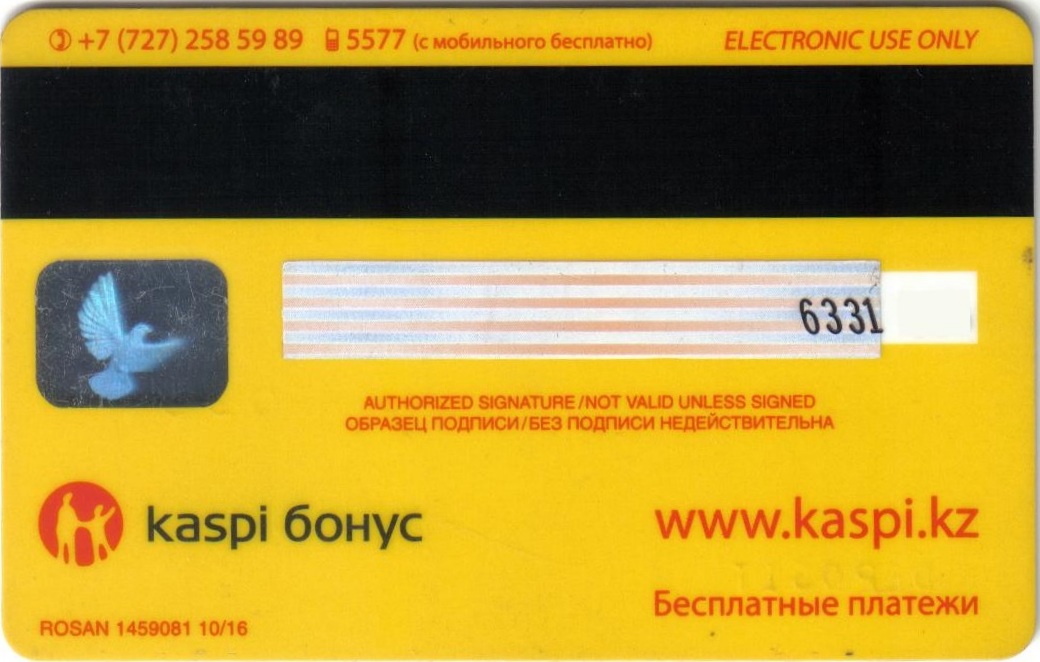 +7 (727) 258 59 89 5577 (с мобильного бесплатно) ELECTRONIC USE ONLY
6331
AUTHORIZED SIGNATURE/NOT VALID UNLESS SIGNED
ОБРАЗЕЦ ПОДПИСИ/БЕЗ ПОДПИСИ НЕДЕЙСТВИТЕЛЬНА
kaspi бонус
www.kaspi.kz
Бесплатные платежи
ROSAN 1459081 10/16